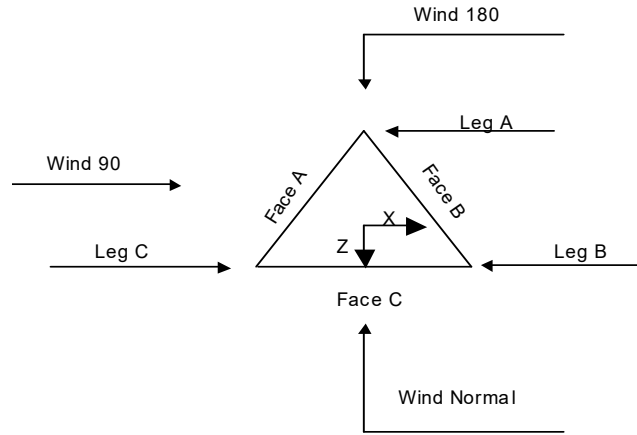 Wind 180
Leg A
Wind 90
Face A
Face B
X
Z
Leg C
Leg B
Face C
Wind Normal